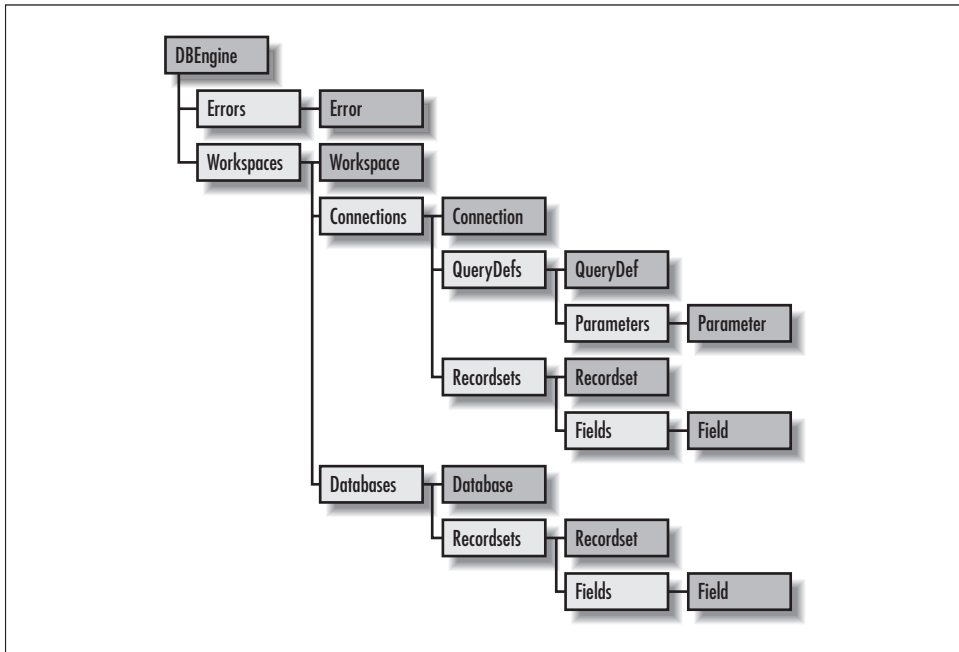 DBEngine
Errors
Error
Workspaces
Workspace
Connections
Connection
QueryDefs
QueryDef
Parameters
Parameter
Recordsets
Recordset
Fields
Field
Databases
Database
Recordsets
Recordset
Fields
Field